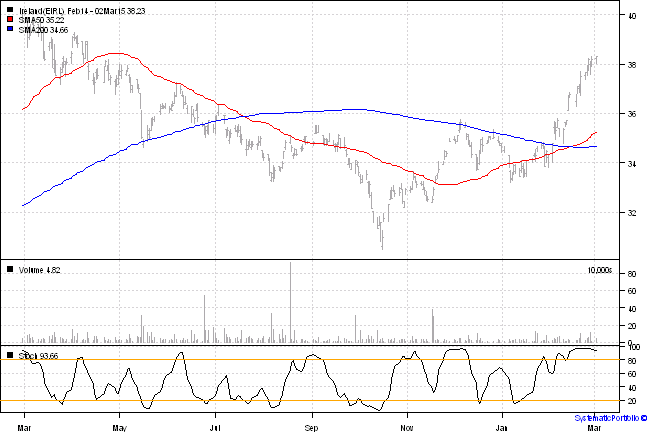 Ireland(EIRL) Feb14 - 02Mar15 38.23
SMA50 35.22
SMA200 34.66
40
38
36
34
32
Volume 4.82
10,000s
80
60
40
20
0
Stoch 93.66
100
80
60
40
20
Mar May Jul Sep Nov Jan Mar
SystematicPortfolio ©